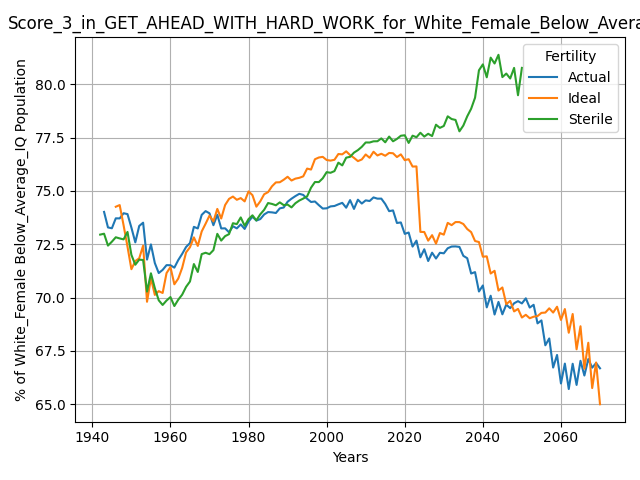 Score_3_in_GET_AHEAD_WITH_HARD_WORK_for_White_Female_Below_Avera
Fertility
Actual
Ideal
Sterile
% of White_Female Below_Average_IQ Population
80.0
77.5
75.0
72.5
70.0
67.5
65.0
1940 1960 1980 2000 2020 2040 2060
Years